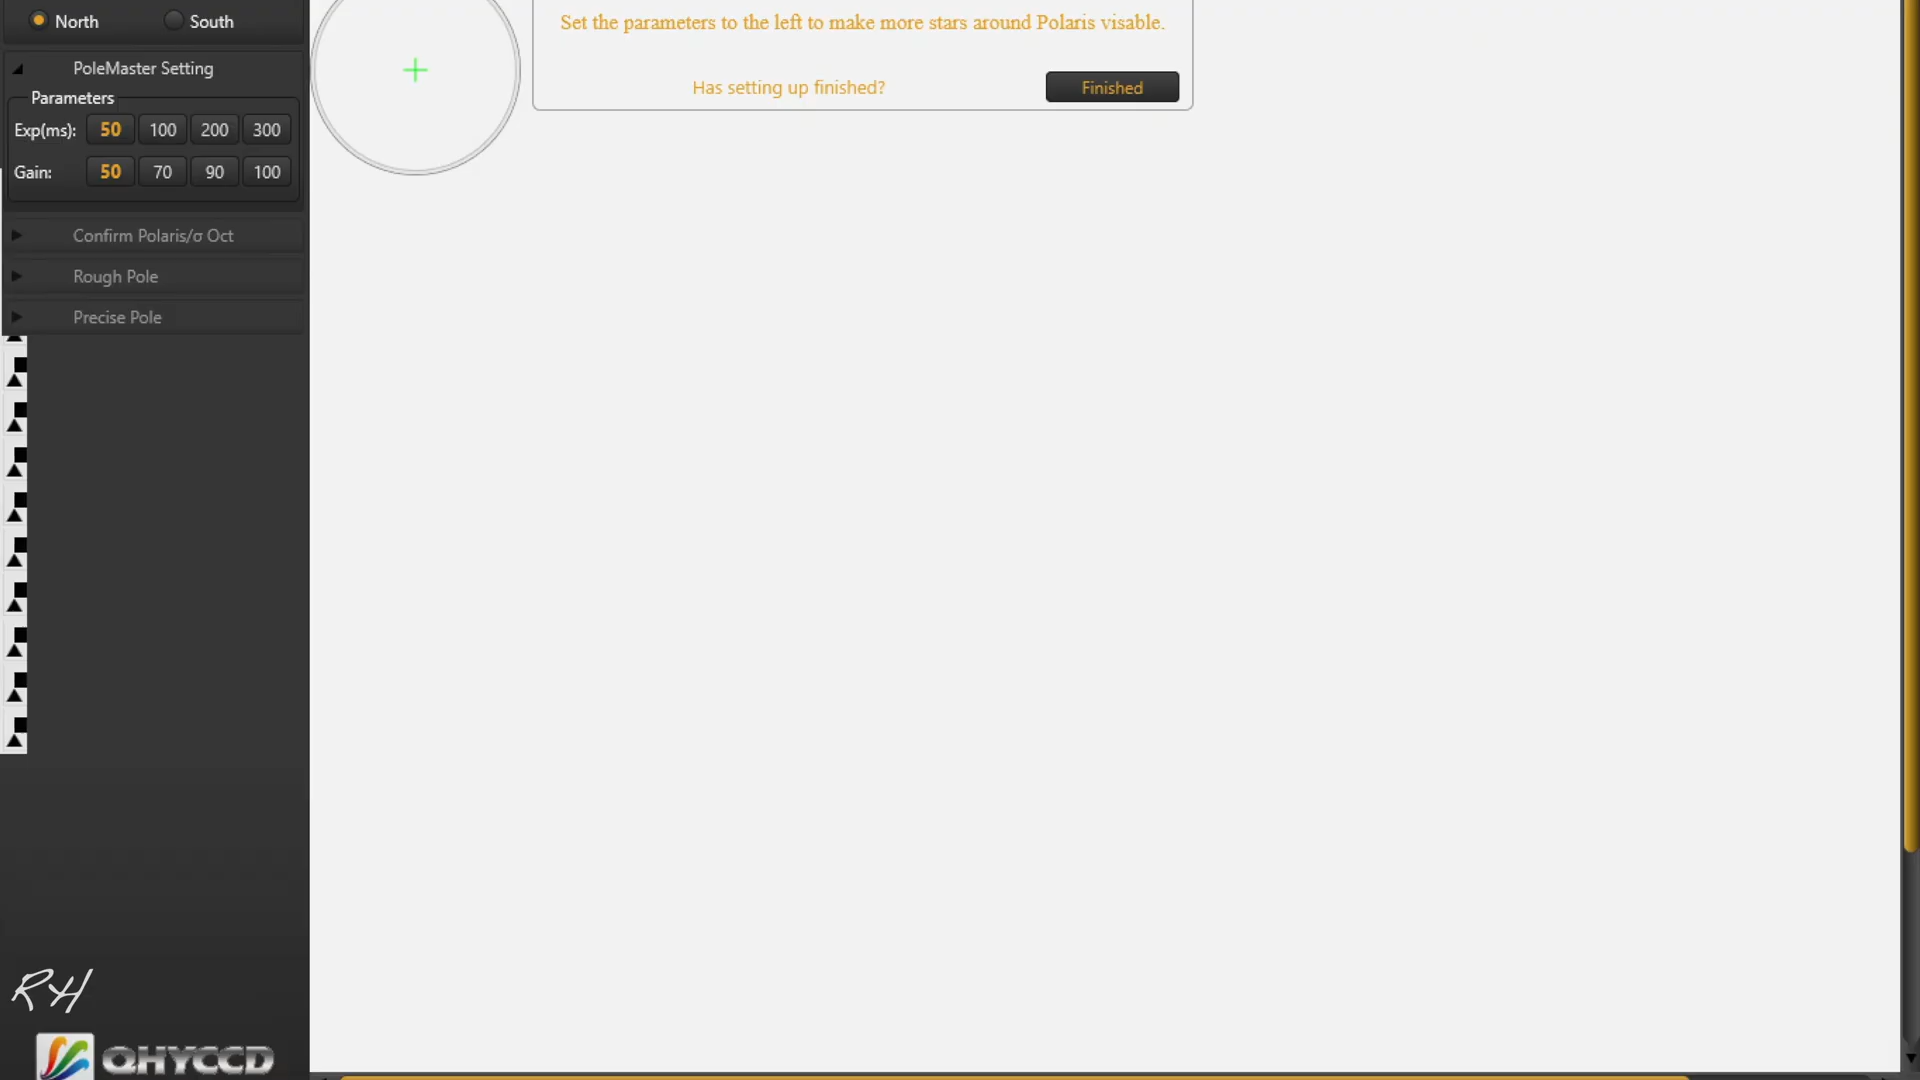 North South
PoleMaster Setting
Parameters
Exp(ms): 50 100 200 300
Gain: 50 70 90 100
Confirm Polaris/σ Oct
Rough Pole
Precise Pole
Set the parameters to the left to make more stars around Polaris visable.
Has setting up finished? Finished
RH
QHYCCD